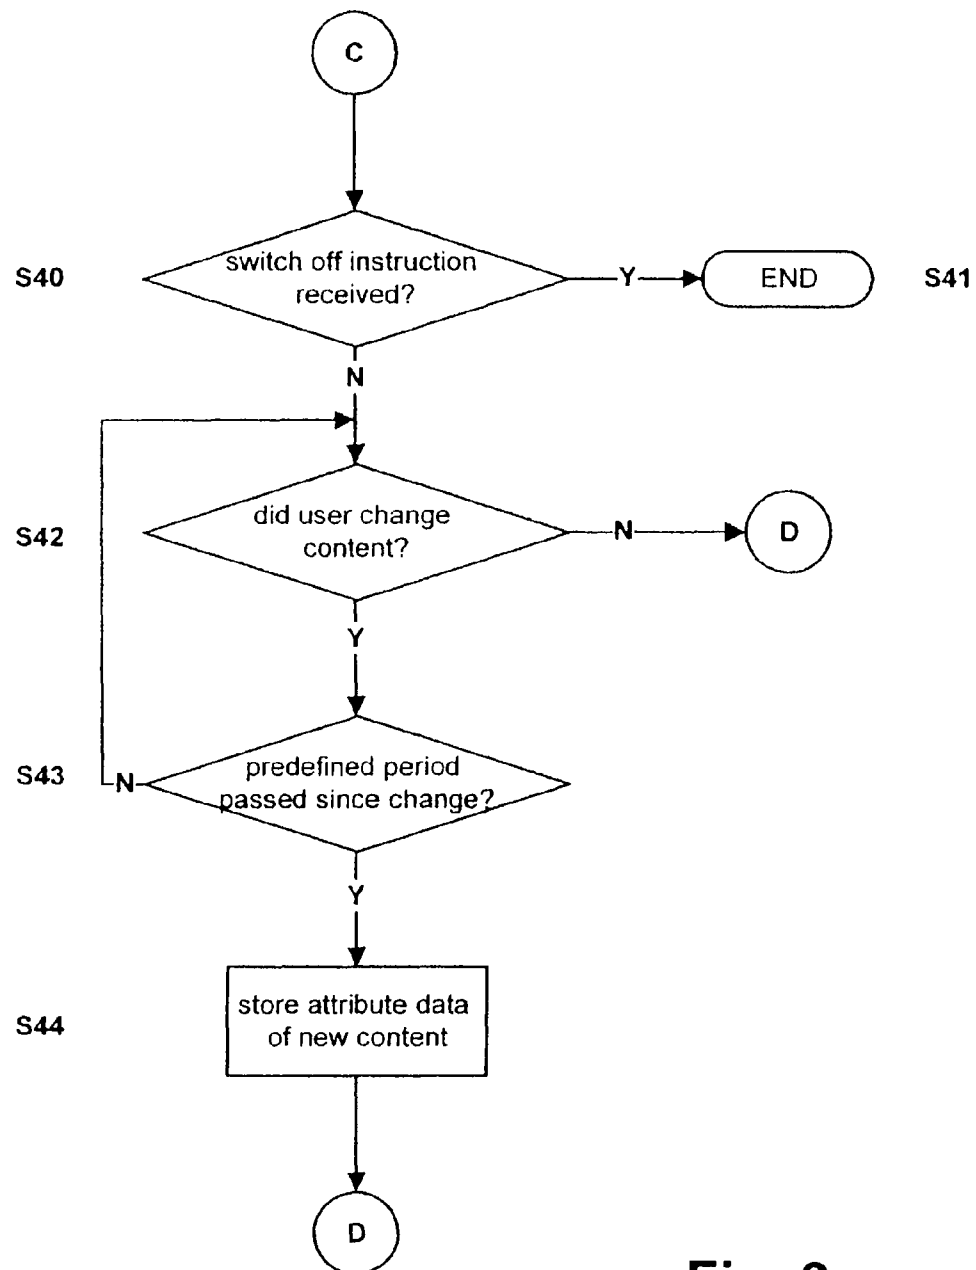 C
S40
switch off instruction
received?
Y
END
S41
N
S42
did user change
content?
N
D
Y
S43
N
predefined period
passed since change?
Y
S44
store attribute data
of new content
D